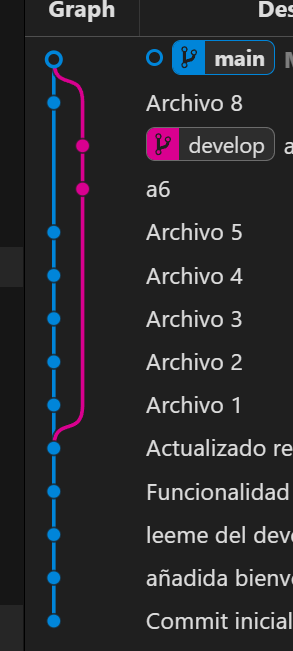 Graph
main
Archivo 8
develop
a6
Archivo 5
Archivo 4
Archivo 3
Archivo 2
Archivo 1
Actualizado
Funcionalidad
leeme del
añadida
Commit inicial